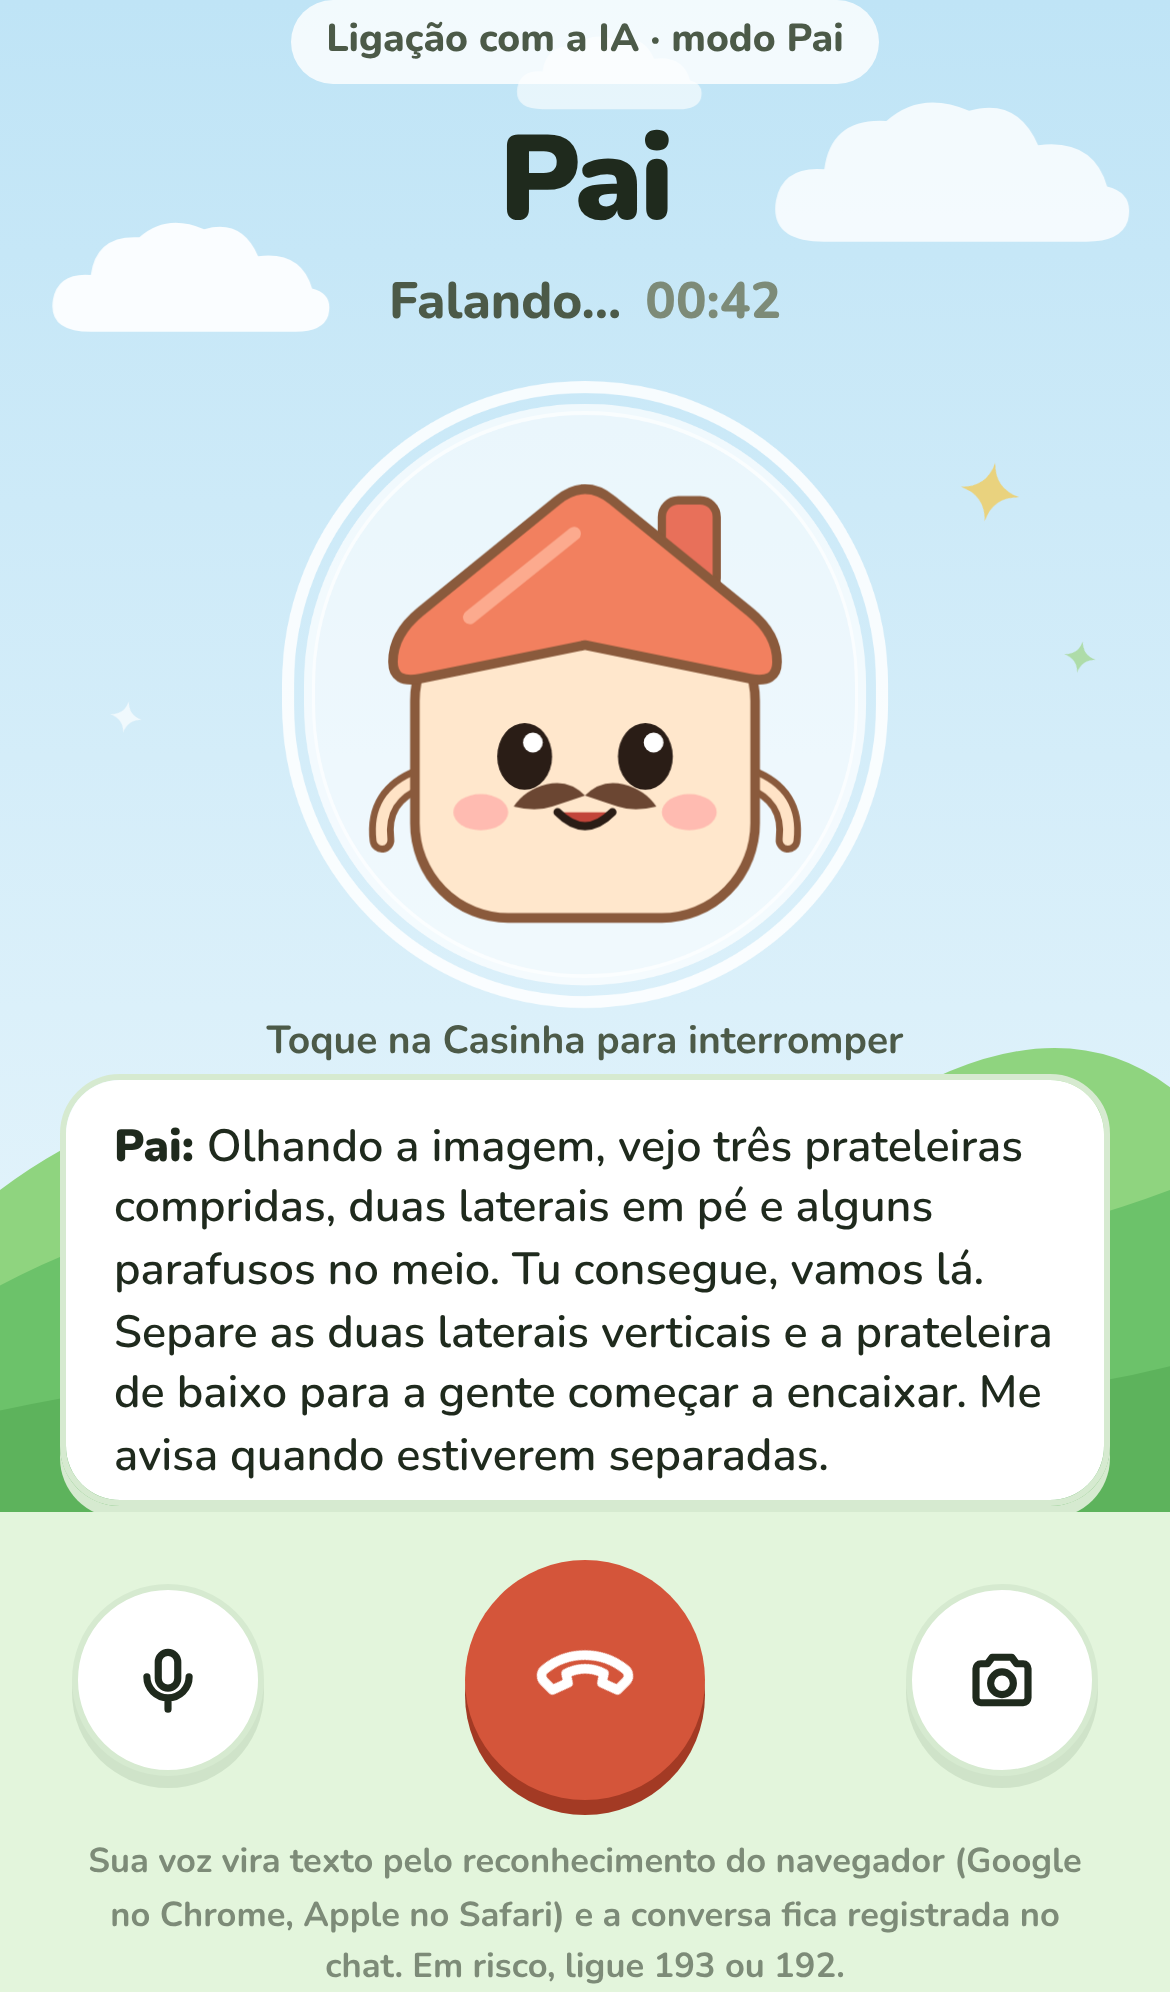 Ligação com a IA · modo Pai
Pai
Falando... 00:42
Toque na Casinha para interromper
Pai: Olhando a imagem, vejo três prateleiras
compridas, duas laterais em pé e alguns
parafusos no meio. Tu consegue, vamos lá.
Separe as duas laterais verticais e a prateleira
de baixo para a gente começar a encaixar. Me
avisa quando estiverem separadas.
Sua voz vira texto pelo reconhecimento do navegador (Google
no Chrome, Apple no Safari) e a conversa fica registrada no
chat. Em risco, ligue 193 ou 192.